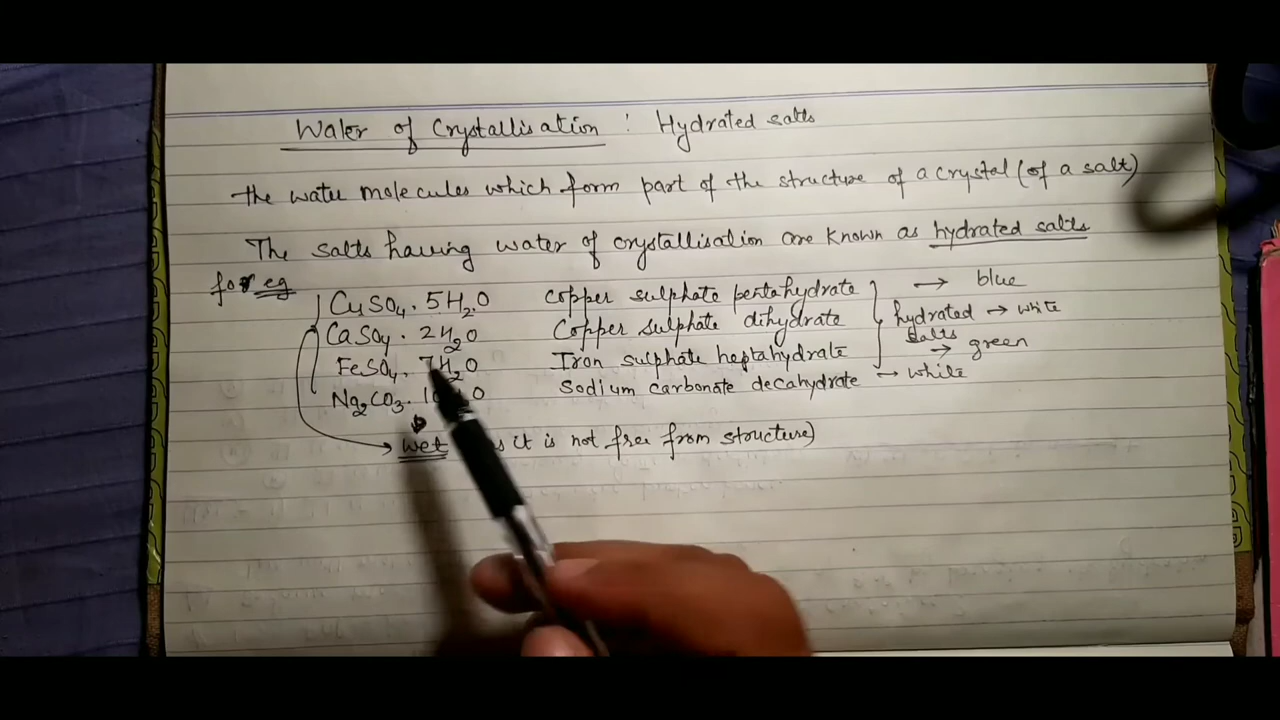 Water of Crystallisation : Hydrated salts
the water molecules which form part of the structure of a crystal (of a salt)
The salts having water of crystallisation are known as hydrated salts
for eg
CuSO4 . 5H2O Copper sulphate pentahydrate → blue
CaSO4 . 2H2O Copper sulphate dihydrate hydrated salts → white
FeSO4 . 7H2O Iron sulphate heptahydrate → green
Na2CO3 . 10 O Sodium carbonate decahydrate → white
→ wet it is not free from structure)